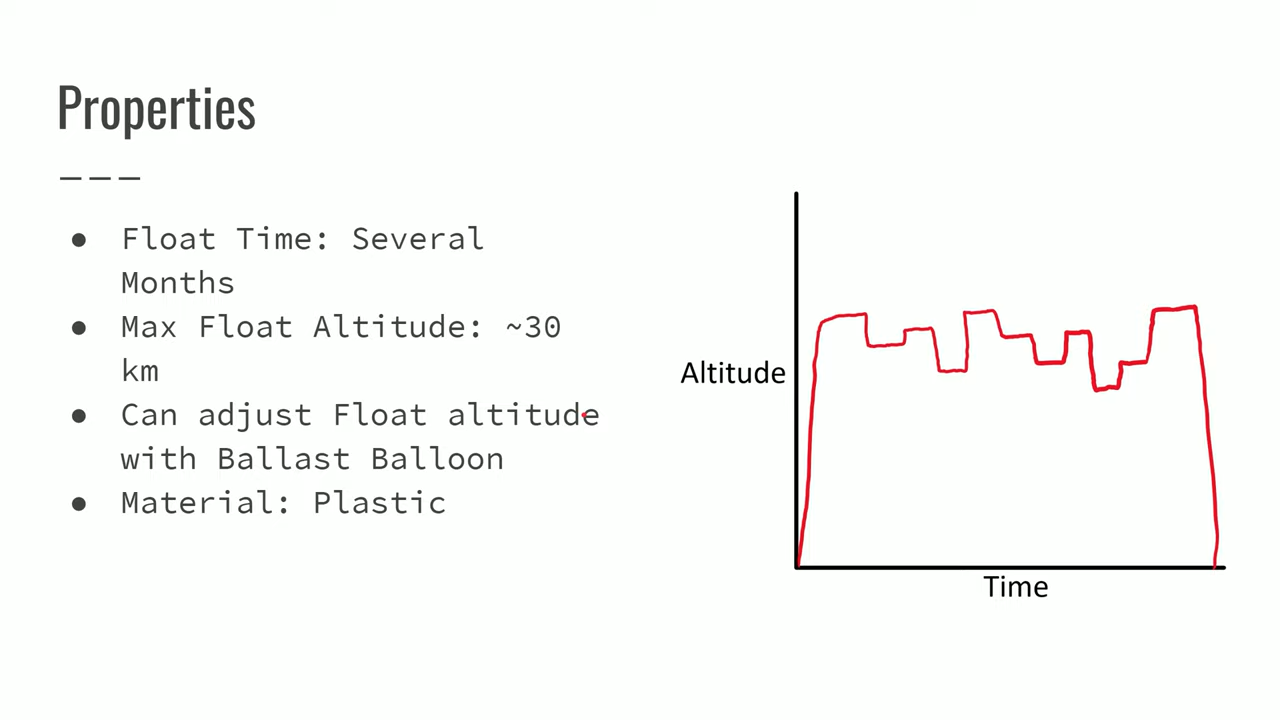 Properties
● Float Time: Several
Months
● Max Float Altitude: ~30
km
● Can adjust Float altitude
with Ballast Balloon
● Material: Plastic
Altitude
Time